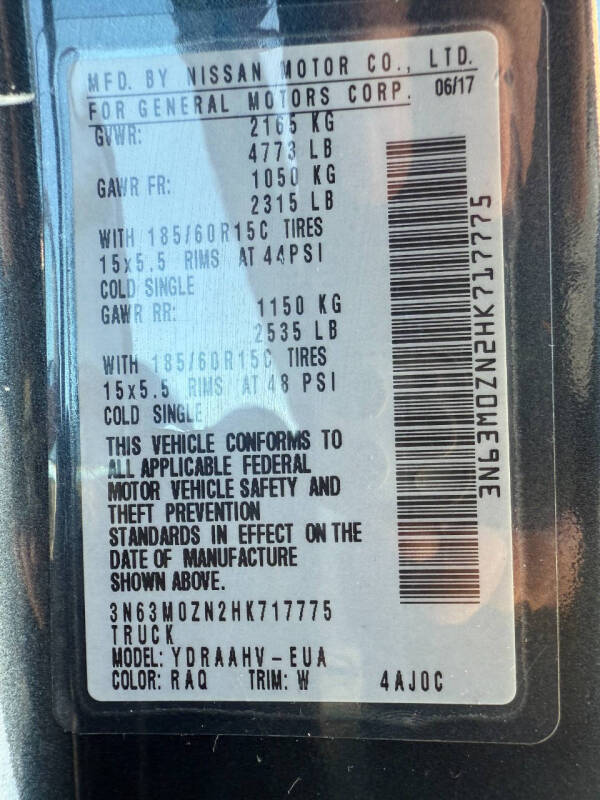 MFD. BY NISSAN MOTOR CO., LTD.
FOR GENERAL MOTORS CORP. 06/17
GVWR: 2165 KG
4773 LB
GAWR FR: 1050 KG
2315 LB
WITH 185/60R15C TIRES
15x5.5 RIMS AT 44PSI
COLD SINGLE
GAWR RR: 1150 KG
2535 LB
WITH 185/60R15C TIRES
15x5.5 RIMS AT 48 PSI
COLD SINGLE
THIS VEHICLE CONFORMS TO
ALL APPLICABLE FEDERAL
MOTOR VEHICLE SAFETY AND
THEFT PREVENTION
STANDARDS IN EFFECT ON THE
DATE OF MANUFACTURE
SHOWN ABOVE.
3N63M0ZN2HK717775
TRUCK
MODEL: YDRAAHV-EUA
COLOR: RAQ TRIM: W 4AJ0C
3N63M0ZN2HK717775